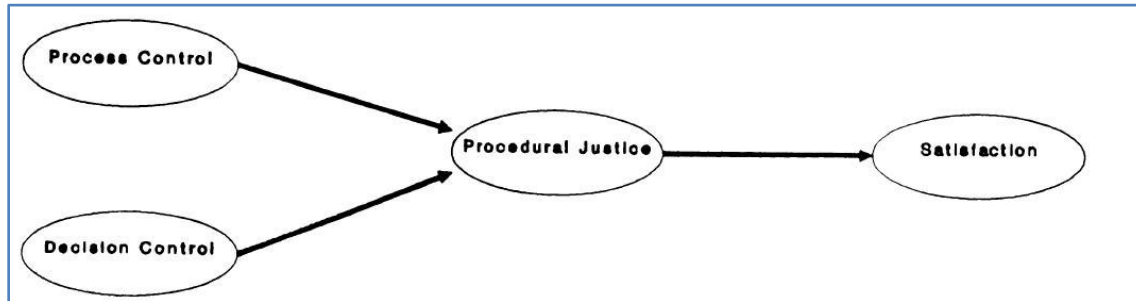 Process Control
Procedural Justice
Satisfaction
Decision Control